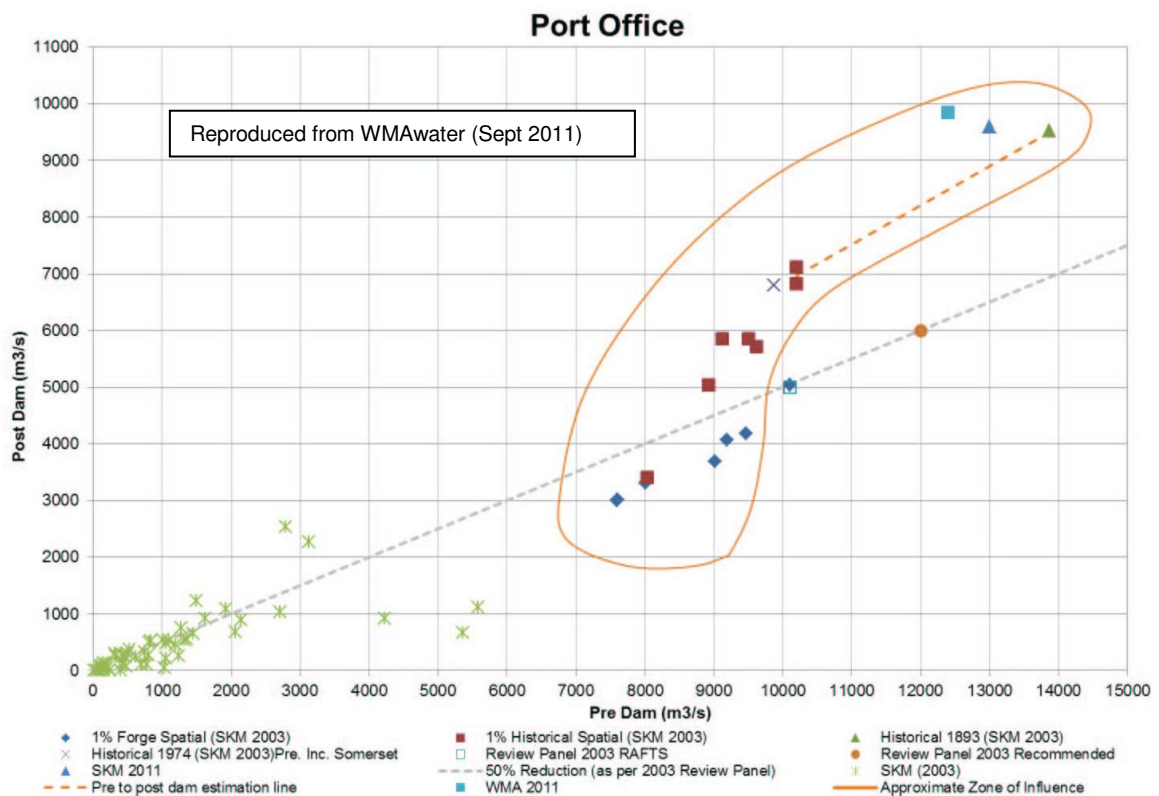 Port Office
Reproduced from WMAwater (Sept 2011)
11000
10000
9000
8000
7000
6000
5000
4000
3000
2000
1000
0
Post Dam (m3/s)
0 1000 2000 3000 4000 5000 6000 7000 8000 9000 10000 11000 12000 13000 14000 15000
Pre Dam (m3/s)
1% Forge Spatial (SKM 2003) 1% Historical Spatial (SKM 2003) Historical 1893 (SKM 2003)
Historical 1974 (SKM 2003)Pre. Inc. Somerset Review Panel 2003 RAFTS Review Panel 2003 Recommended
SKM 2011 50% Reduction (as per 2003 Review Panel) SKM (2003)
Pre to post dam estimation line WMA 2011 Approximate Zone of Influence